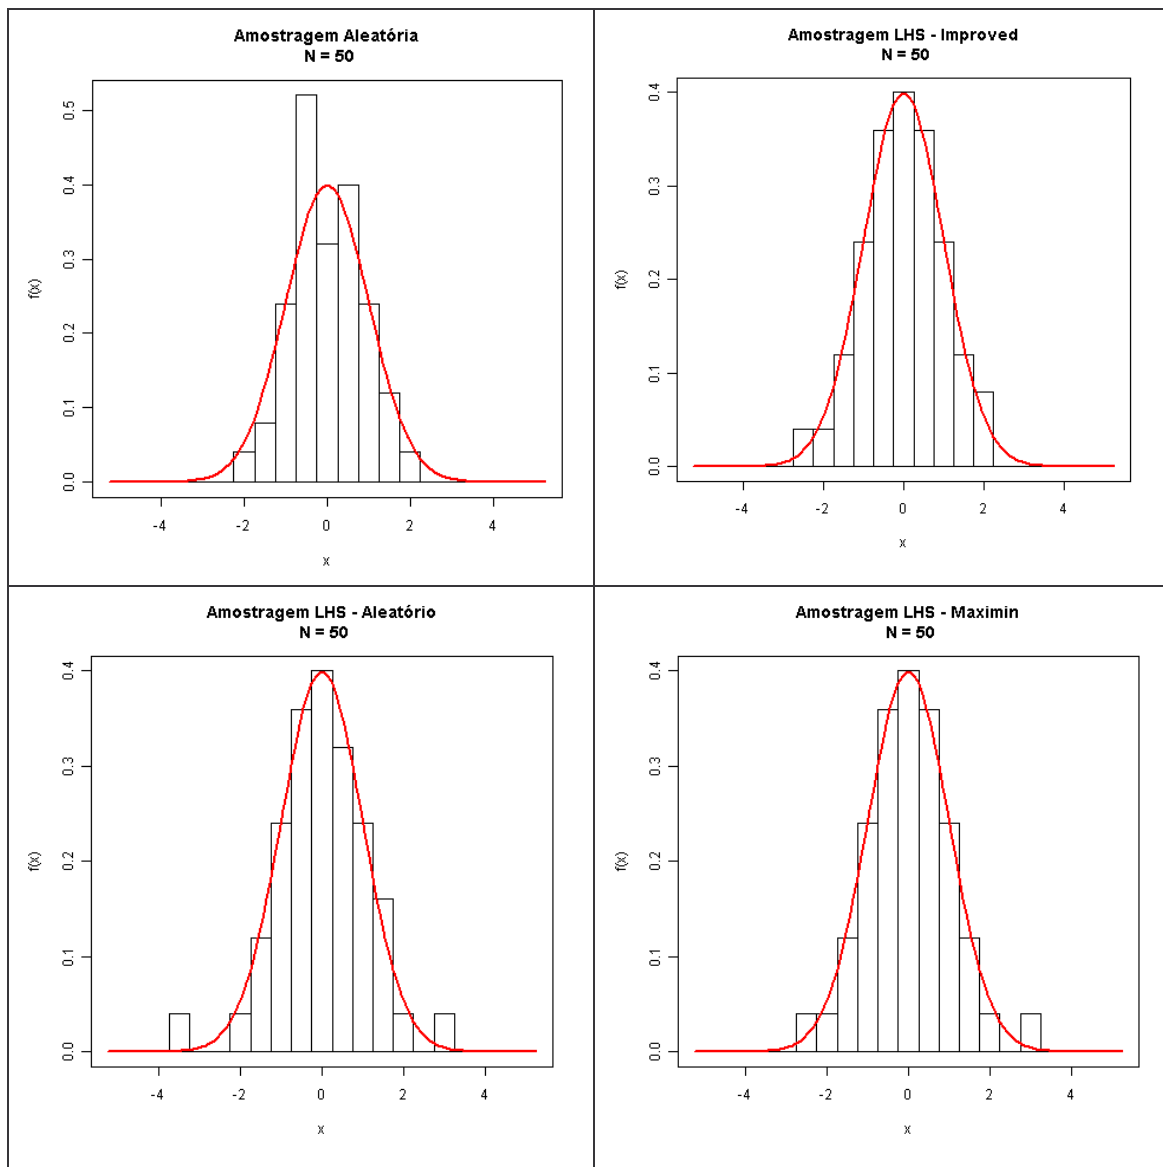 Amostragem Aleatória
N = 50
f(x)
0.5
0.4
0.3
0.2
0.1
0.0
-4 -2 0 2 4
x
Amostragem LHS - Improved
N = 50
f(x)
0.4
0.3
0.2
0.1
0.0
-4 -2 0 2 4
x
Amostragem LHS - Aleatório
N = 50
f(x)
0.4
0.3
0.2
0.1
0.0
-4 -2 0 2 4
x
Amostragem LHS - Maximin
N = 50
f(x)
0.4
0.3
0.2
0.1
0.0
-4 -2 0 2 4
x